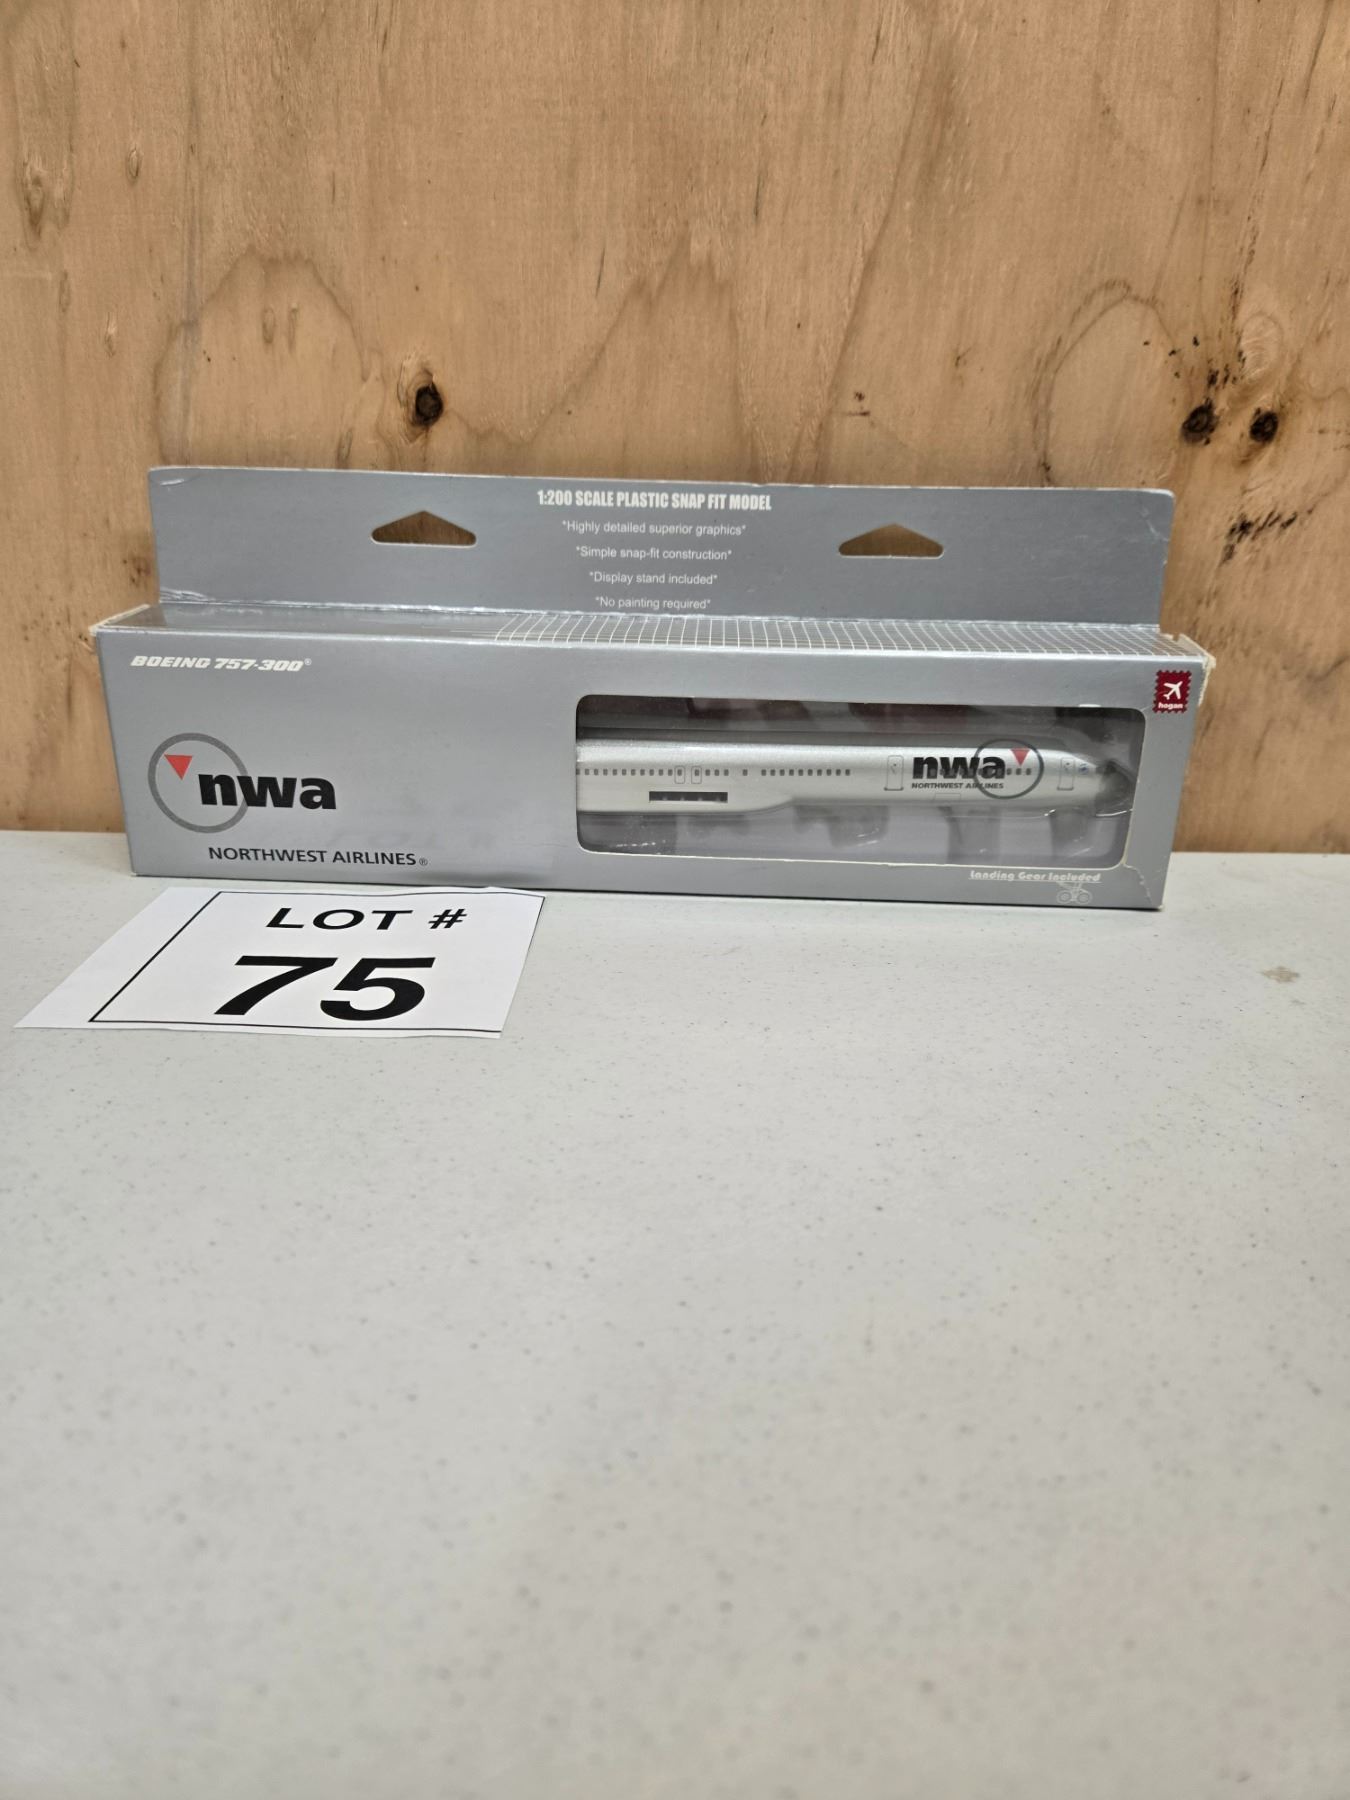 1:200 SCALE PLASTIC SNAP FIT MODEL
*Highly detailed superior graphics*
*Simple snap-fit construction*
*Display stand included*
*No painting required*
BOEING 757-300®
hogan
nwa
NORTHWEST AIRLINES
nwa
NORTHWEST AIRLINES®
Landing Gear Included
LOT #
75